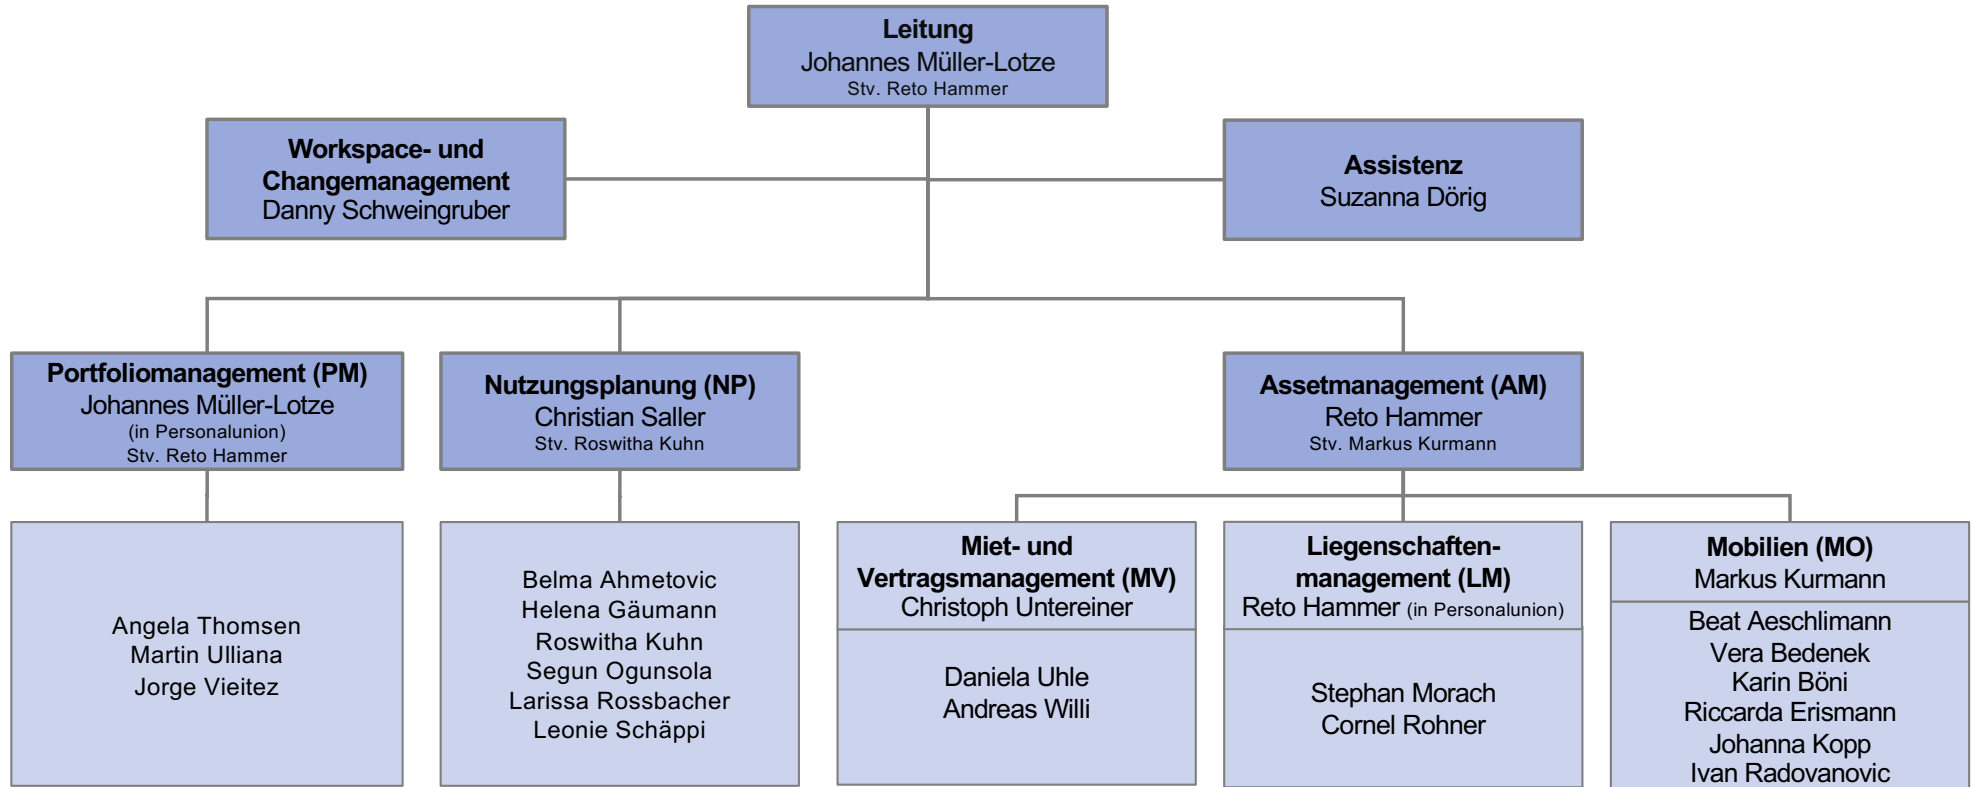 Leitung
Johannes Müller-Lotze
Stv. Reto Hammer
Workspace- und
Changemanagement
Danny Schweingruber
Assistenz
Suzanna Dörig
Portfoliomanagement (PM)
Johannes Müller-Lotze
(in Personalunion)
Stv. Reto Hammer
Nutzungsplanung (NP)
Christian Saller
Stv. Roswitha Kuhn
Assetmanagement (AM)
Reto Hammer
Stv. Markus Kurmann
Angela Thomsen
Martin Ulliana
Jorge Vieitez
Belma Ahmetovic
Helena Gäumann
Roswitha Kuhn
Segun Ogunsola
Larissa Rossbacher
Leonie Schäppi
Miet- und
Vertragsmanagement (MV)
Christoph Untereiner
Daniela Uhle
Andreas Willi
Liegenschaften-
management (LM)
Reto Hammer (in Personalunion)
Stephan Morach
Cornel Rohner
Mobilien (MO)
Markus Kurmann
Beat Aeschlimann
Vera Bedenek
Karin Böni
Riccarda Erismann
Johanna Kopp
Ivan Radovanovic